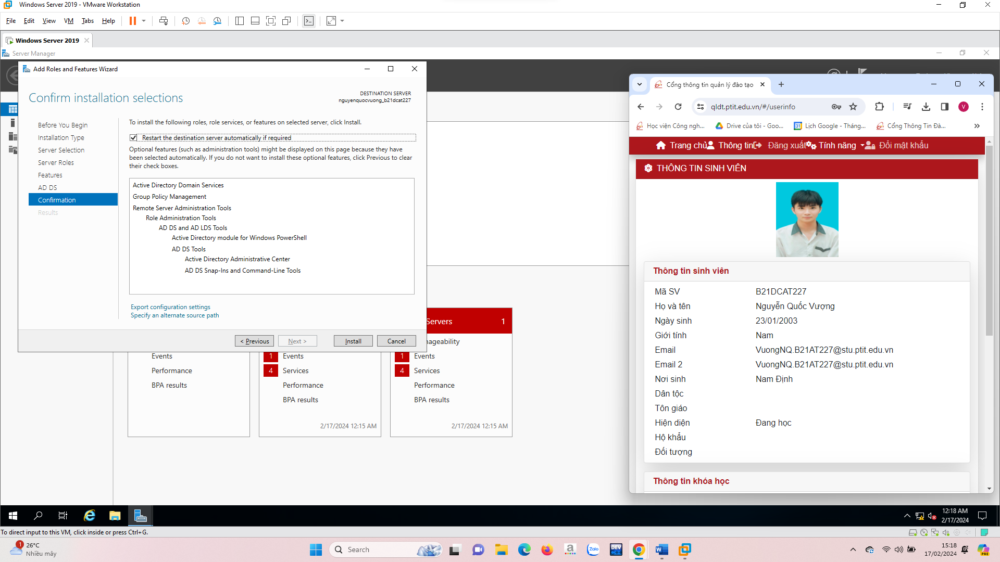 Windows Server 2019 - VMware Workstation
File Edit View VM Tabs Help
Windows Server 2019
Server Manager
Add Roles and Features Wizard
Confirm installation selections
DESTINATION SERVER
nguyenquocvuong_b21dcat227
Before You Begin
Installation Type
Server Selection
Server Roles
Features
AD DS
Confirmation
Results
To install the following roles, role services, or features on selected server, click Install.
Restart the destination server automatically if required
Optional features (such as administration tools) might be displayed on this page because they have
been selected automatically. If you do not want to install these optional features, click Previous to clear
their check boxes.
Active Directory Domain Services
Group Policy Management
Remote Server Administration Tools
Role Administration Tools
AD DS and AD LDS Tools
Active Directory module for Windows PowerShell
AD DS Tools
Active Directory Administrative Center
AD DS Snap-Ins and Command-Line Tools
Export configuration settings
Specify an alternate source path
< Previous Next > Install Cancel
Servers 1
nageability
Events
Performance
BPA results
1 Events
4 Services
Performance
BPA results
2/17/2024 12:15 AM
1 Events
4 Services
Performance
BPA results
2/17/2024 12:15 AM
Cổng thông tin quản lý đào tạo
qldt.ptit.edu.vn/#/userinfo
V
Học viện Công ngh... Drive của tôi - Goo... 31 Lịch Google - Tháng... Cổng Thông Tin Đà...
Trang chủ Thông tin Đăng xuất Tính năng Đổi mật khẩu
THÔNG TIN SINH VIÊN
Thông tin sinh viên
Mã SV B21DCAT227
Họ và tên Nguyễn Quốc Vượng
Ngày sinh 23/01/2003
Giới tính Nam
Email VuongNQ.B21AT227@stu.ptit.edu.vn
Email 2 VuongNQ.B21AT227@stu.ptit.edu.vn
Nơi sinh Nam Định
Dân tộc
Tôn giáo
Hiện diện Đang học
Hộ khẩu
Đối tượng
Thông tin khóa học
12:18 AM
2/17/2024
To direct input to this VM, click inside or press Ctrl+G.
1
26°C
Nhiều mây
Search
a
Zalo
DEV
W
15:18
17/02/2024
PRE